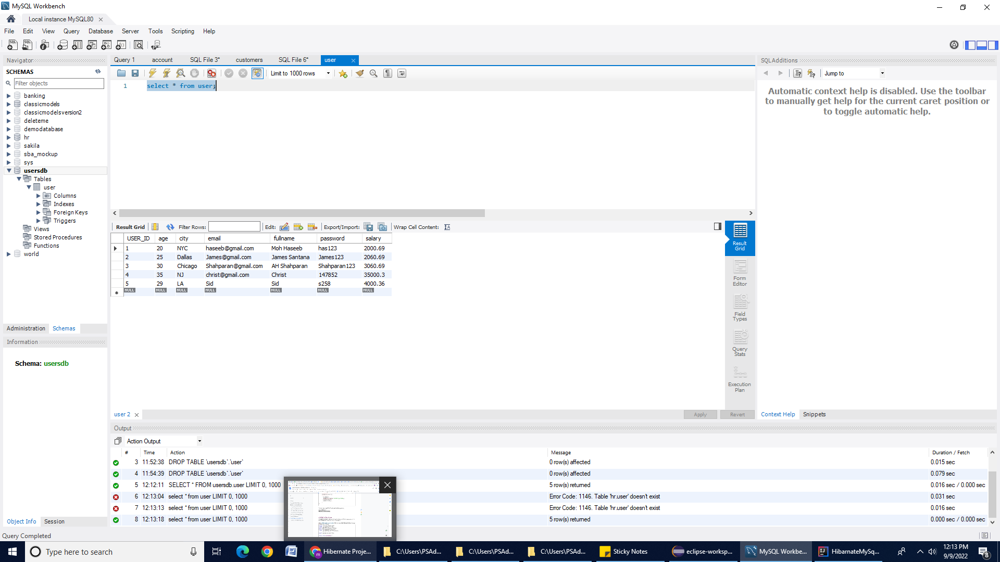 MySQL Workbench
Local instance MySQL80
File Edit View Query Database Server Tools Scripting Help
Navigator
SCHEMAS
Filter objects
banking
classicmodels
classicmodelsversion2
deleteme
demodatabase
hr
sakila
sba_mockup
sys
usersdb
Tables
user
Columns
Indexes
Foreign Keys
Triggers
Views
Stored Procedures
Functions
world
Administration Schemas
Information
Schema: usersdb
Object Info Session
Query 1 account SQL File 3* customers SQL File 6* user
Limit to 1000 rows
1 select * from user;
Result Grid Filter Rows: Edit: Export/Import: Wrap Cell Content:
USER_ID age city email fullname password salary
1 20 NYC haseeb@gmail.com Moh Haseeb has123 2000.69
2 25 Dallas James@gmail.com James Santana James123 2060.69
3 30 Chicago Shahparan@gmail.com AH Shahparan Shahparan123 3060.69
4 35 NJ christ@gmail.com Christ 147852 35000.3
5 29 LA Sid Sid s258 4000.36
NULL NULL NULL NULL NULL NULL NULL
Result
Grid
Form
Editor
Field
Types
Query
Stats
Execution
Plan
user 2 Apply Revert
SQLAdditions
Jump to
Automatic context help is disabled. Use the toolbar
to manually get help for the current caret position or
to toggle automatic help.
Context Help Snippets
Output
Action Output
# Time Action Message Duration / Fetch
3 11:52:38 DROP TABLE `usersdb`.`user` 0 row(s) affected 0.015 sec
4 11:54:39 DROP TABLE `usersdb`.`user` 0 row(s) affected 0.079 sec
5 12:12:11 SELECT * FROM usersdb.user LIMIT 0, 1000 5 row(s) returned 0.016 sec / 0.000 sec
6 12:13:04 select * from user LIMIT 0, 1000 Error Code: 1146. Table 'hr.user' doesn't exist 0.031 sec
7 12:13:13 select * from user LIMIT 0, 1000 Error Code: 1146. Table 'hr.user' doesn't exist 0.016 sec
8 12:13:18 select * from user LIMIT 0, 1000 5 row(s) returned 0.000 sec / 0.000 sec
Query Completed
Type here to search
Hibernate Proje...
C:\Users\PSAd...
C:\Users\PSAd...
C:\Users\PSAd...
Sticky Notes
eclipse-worksp...
MySQL Workbe...
HibarnateMySq...
12:13 PM
9/9/2022
8